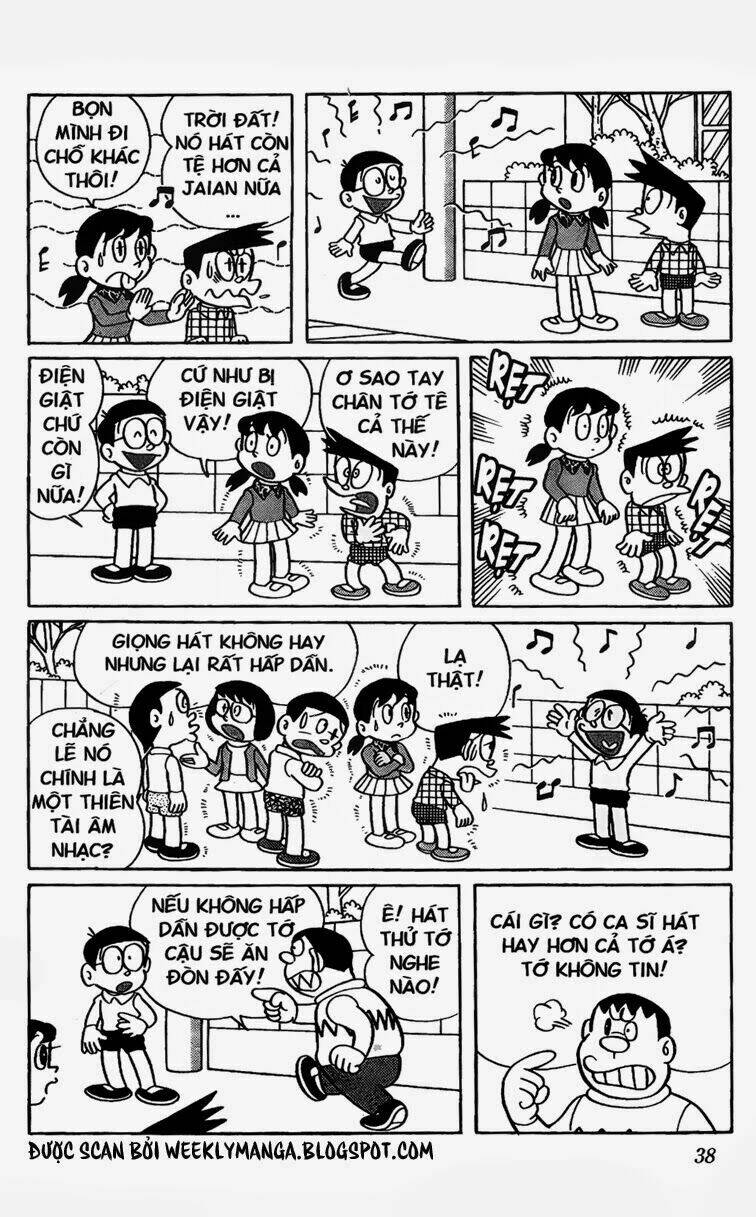 TRỜI ĐẤT!
NÓ HÁT CÒN
TỆ HƠN CẢ
JAIAN NỮA
...
BỌN
MÌNH ĐI
CHỖ KHÁC
THÔI!
RẸT
RẸT
RẸT
RẸT
Ơ SAO TAY
CHÂN TỚ TÊ
CẢ THẾ
NÀY!
CỨ NHƯ BỊ
ĐIỆN GIẬT
VẬY!
ĐIỆN
GIẬT
CHỨ
CÒN
GÌ
NỮA!
LẠ
THẬT!
GIỌNG HÁT KHÔNG HAY
NHƯNG LẠI RẤT HẤP DẪN.
CHẲNG
LẼ NÓ
CHÍNH LÀ
MỘT THIÊN
TÀI ÂM
NHẠC?
CÁI GÌ? CÓ CA SĨ HÁT
HAY HƠN CẢ TỚ Á?
TỚ KHÔNG TIN!
Ê! HÁT
THỬ TỚ
NGHE
NÀO!
NẾU KHÔNG HẤP
DẪN ĐƯỢC TỚ
CẬU SẼ ĂN
ĐÒN ĐẤY!
ĐƯỢC SCAN BỞI WEEKLYMANGA.BLOGSPOT.COM
38